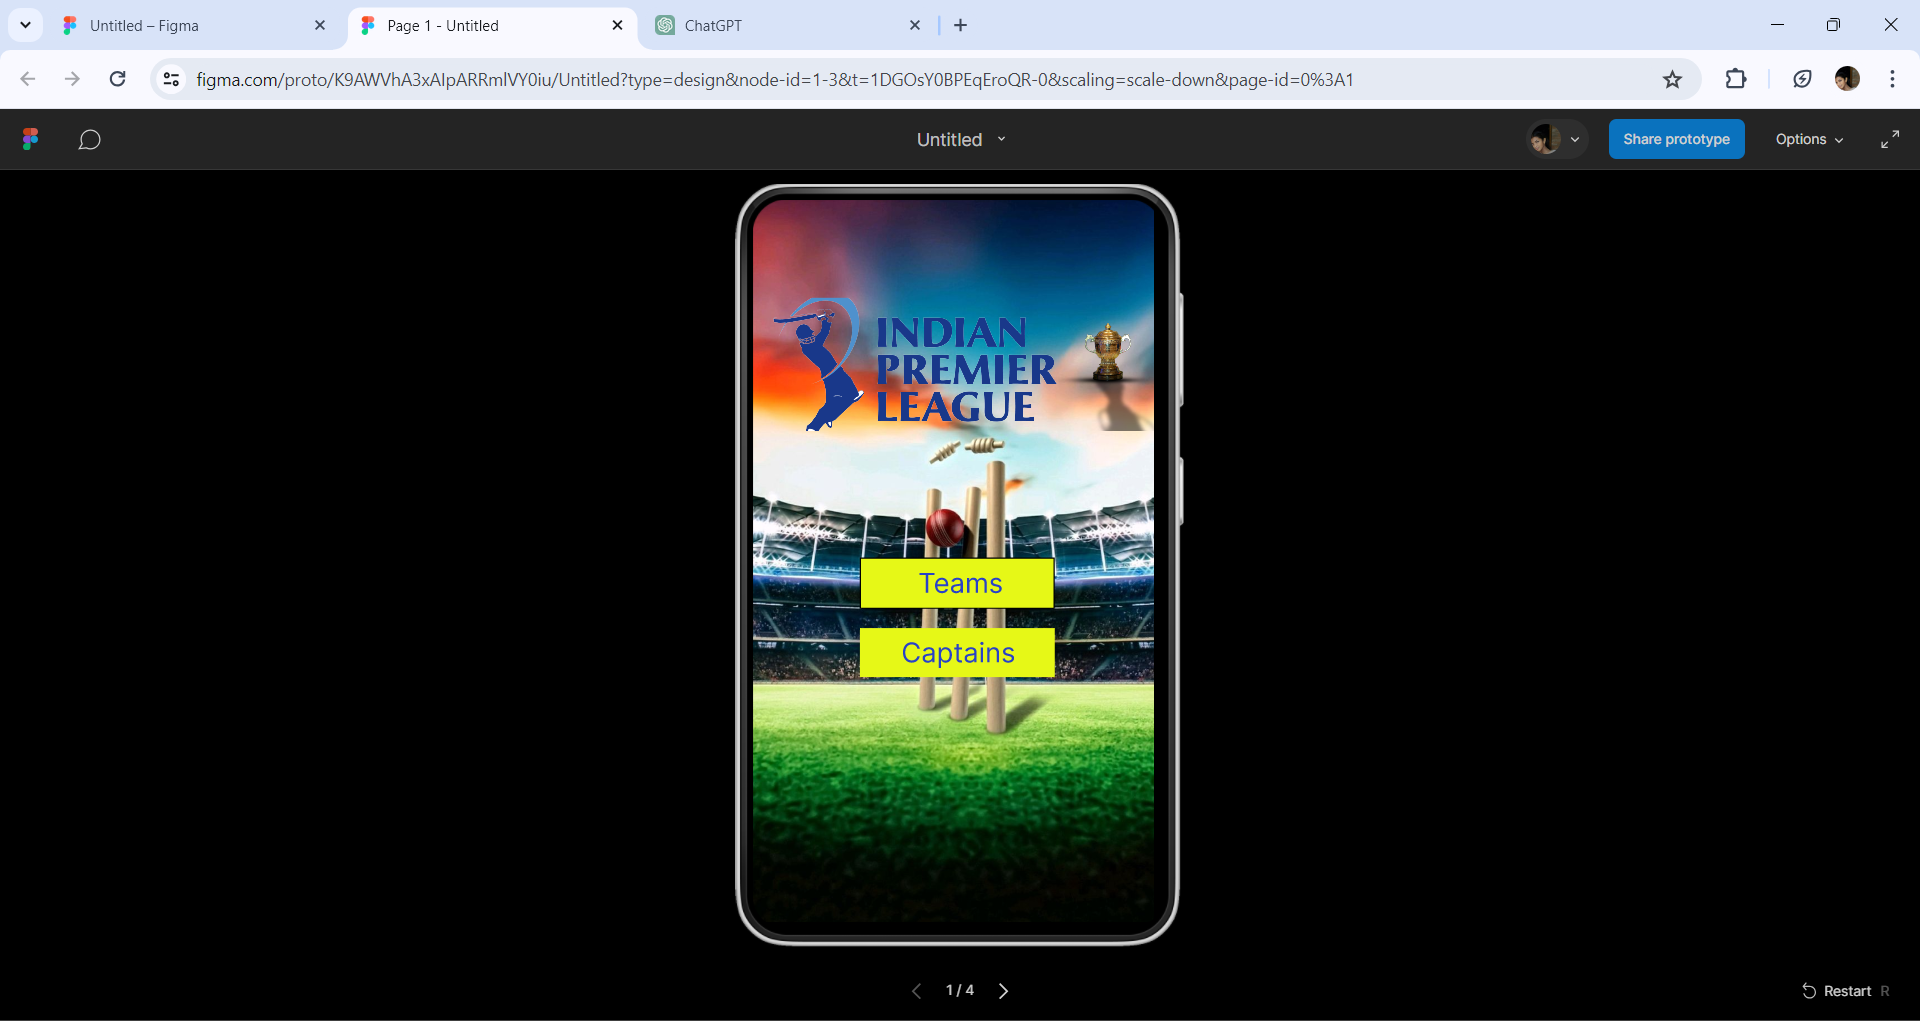 Untitled – Figma
Page 1 - Untitled
ChatGPT
figma.com/proto/K9AWVhA3xAIpARRmlVY0iu/Untitled?type=design&node-id=1-3&t=1DGOsY0BPEqEroQR-0&scaling=scale-down&page-id=0%3A1
Untitled
Share prototype
Options
INDIAN
PREMIER
LEAGUE
Teams
Captains
1 / 4
Restart R